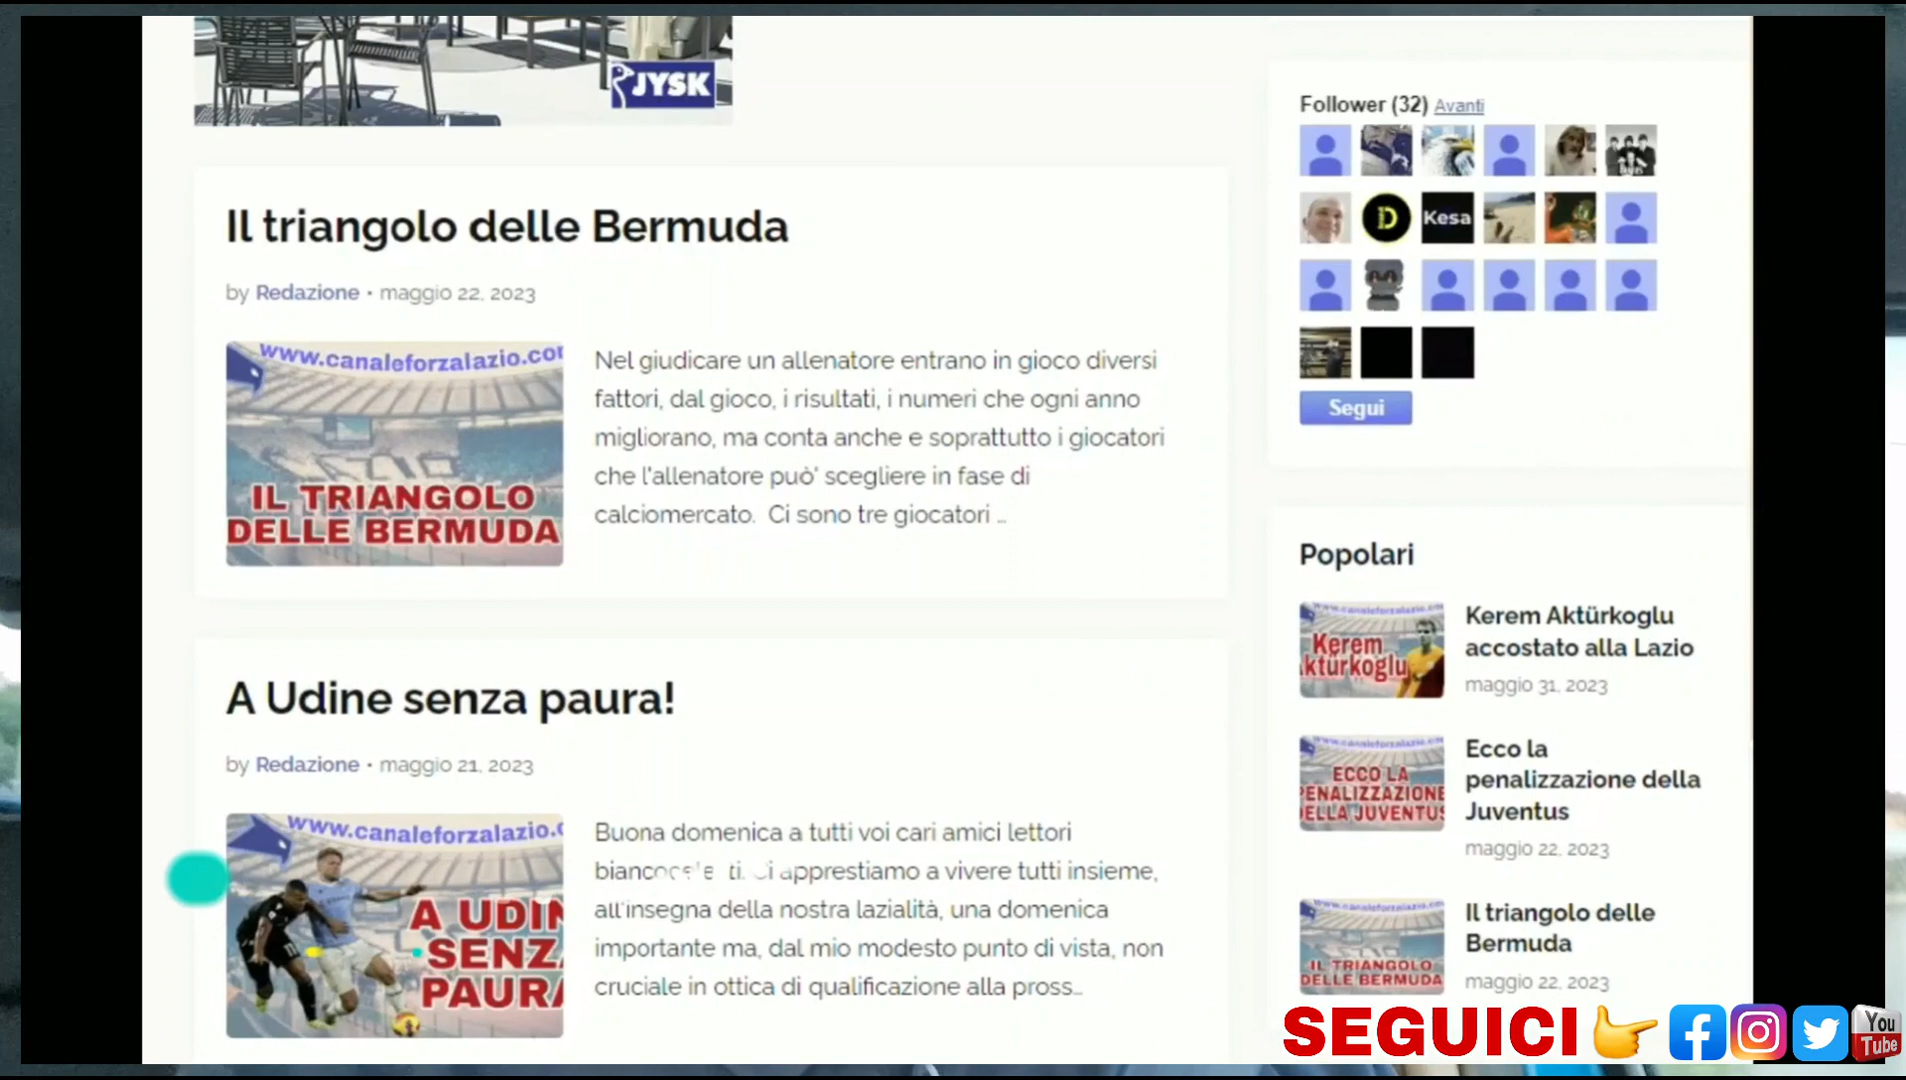 JYSK
Il triangolo delle Bermuda
by Redazione • maggio 22, 2023
www.canaleforzalazio.co
IL TRIANGOLO
DELLE BERMUDA
Nel giudicare un allenatore entrano in gioco diversi
fattori, dal gioco, i risultati, i numeri che ogni anno
migliorano, ma conta anche e soprattutto i giocatori
che l'allenatore può' scegliere in fase di
calciomercato. Ci sono tre giocatori ...
A Udine senza paura!
by Redazione • maggio 21, 2023
www.canaleforzalazio.c
A UDIN
SENZ
PAURA
Buona domenica a tutti voi cari amici lettori
apprestiamo a vivere tutti insieme,
all'insegna della nostra lazialità, una domenica
importante ma, dal mio modesto punto di vista, non
cruciale in ottica di qualificazione alla pross...
Follower (32) Avanti
D
Kesa
Segui
Popolari
Kerem
Aktürkoglu
Kerem Aktürkoglu
accostato alla Lazio
maggio 31, 2023
ECCO LA
PENALIZZAZIONE
DELLA JUVENTUS
Ecco la
penalizzazione della
Juventus
maggio 22, 2023
www.canaleforzalazio.co
IL TRIANGOLO
DELLE BERMUDA
Il triangolo delle
Bermuda
maggio 22, 2023
SEGUICI
You
Tube